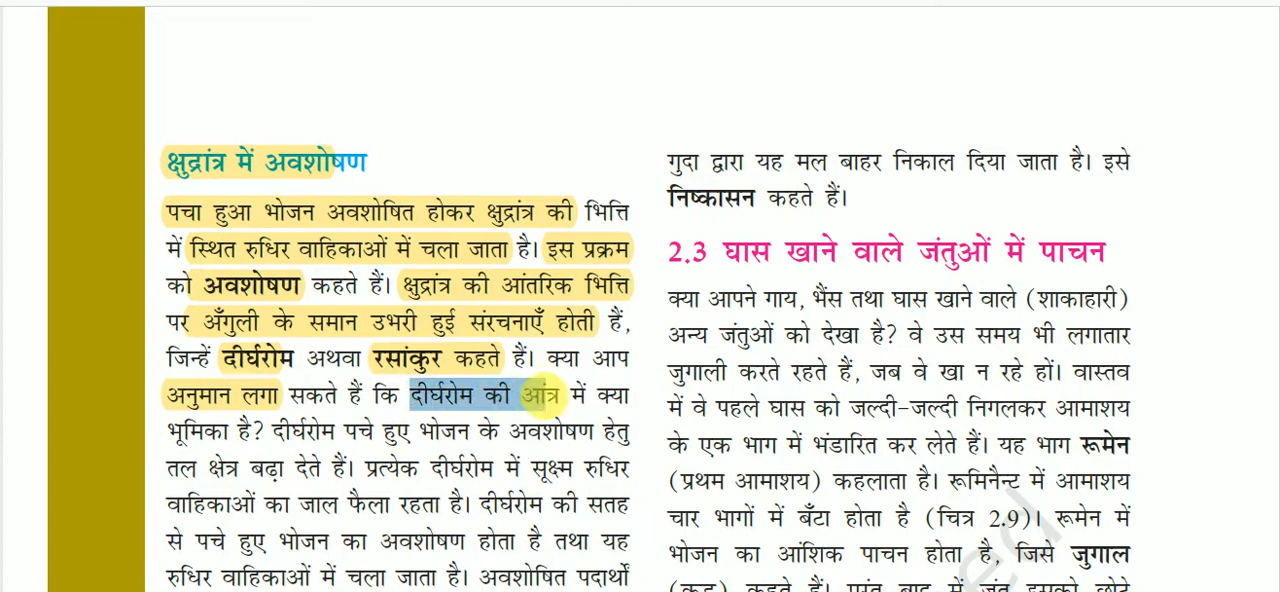 क्षुद्रांत्र में अवशोषण
पचा हुआ भोजन अवशोषित होकर क्षुद्रांत्र की भित्ति
में स्थित रुधिर वाहिकाओं में चला जाता है। इस प्रक्रम
को अवशोषण कहते हैं। क्षुद्रांत्र की आंतरिक भित्ति
पर अँगुली के समान उभरी हुई संरचनाएँ होती हैं,
जिन्हें दीर्घरोम अथवा रसांकुर कहते हैं। क्या आप
अनुमान लगा सकते हैं कि दीर्घरोम की आंत्र में क्या
भूमिका है? दीर्घरोम पचे हुए भोजन के अवशोषण हेतु
तल क्षेत्र बढ़ा देते हैं। प्रत्येक दीर्घरोम में सूक्ष्म रुधिर
वाहिकाओं का जाल फैला रहता है। दीर्घरोम की सतह
से पचे हुए भोजन का अवशोषण होता है तथा यह
रुधिर वाहिकाओं में चला जाता है। अवशोषित पदार्थों
गुदा द्वारा यह मल बाहर निकाल दिया जाता है। इसे
निष्कासन कहते हैं।
2.3 घास खाने वाले जंतुओं में पाचन
क्या आपने गाय, भैंस तथा घास खाने वाले (शाकाहारी)
अन्य जंतुओं को देखा है? वे उस समय भी लगातार
जुगाली करते रहते हैं, जब वे खा न रहे हों। वास्तव
में वे पहले घास को जल्दी-जल्दी निगलकर आमाशय
के एक भाग में भंडारित कर लेते हैं। यह भाग रूमेन
(प्रथम आमाशय) कहलाता है। रूमिनैन्ट में आमाशय
चार भागों में बँटा होता है (चित्र 2.9)। रूमेन में
भोजन का आंशिक पाचन होता है, जिसे जुगाल
कहते हैं। परंतु बाद में जंतु इसको छोटे